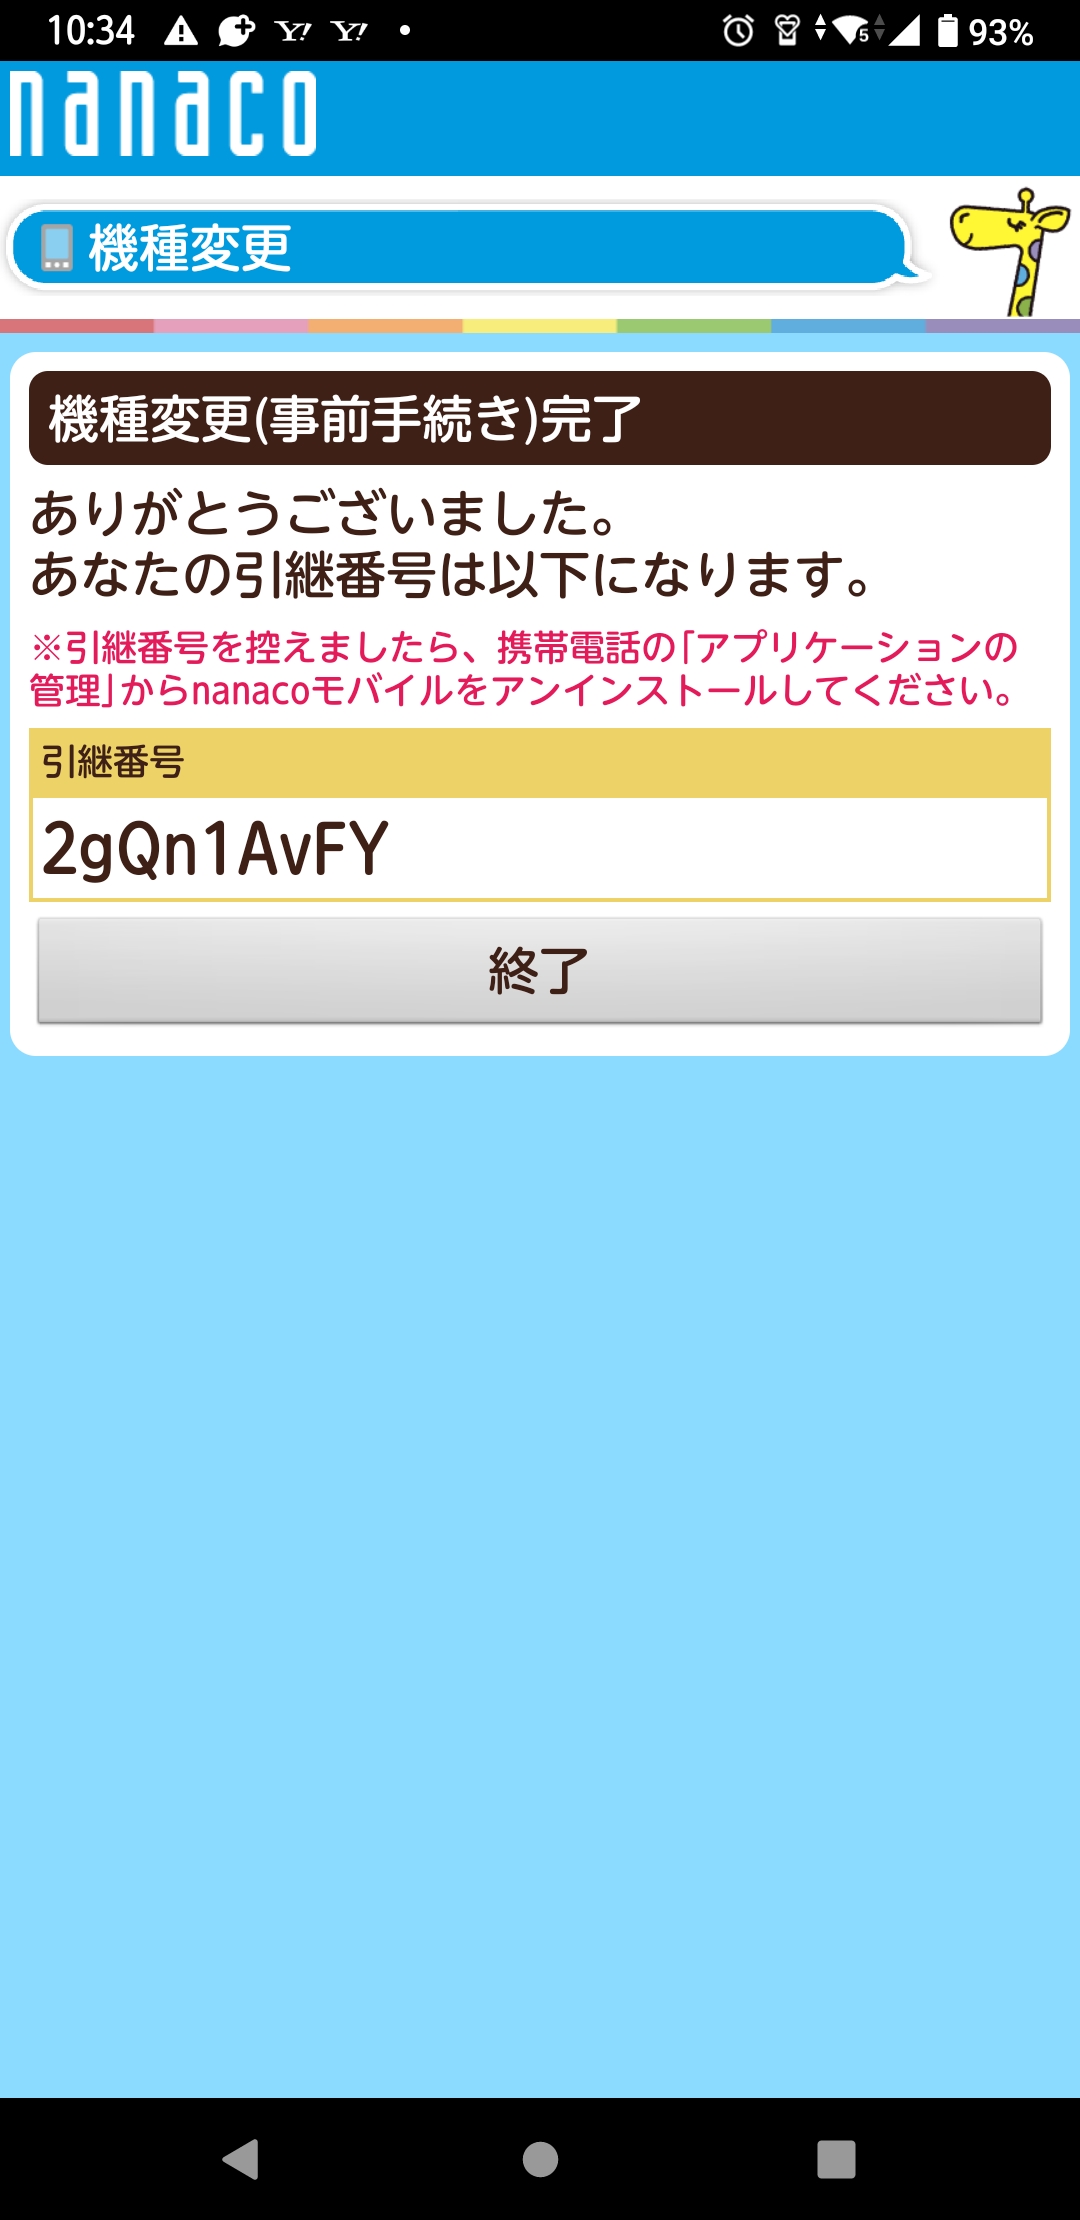 10:34 93%
nanaco
機種変更
機種変更(事前手続き)完了
ありがとうございました。
あなたの引継番号は以下になります。
※引継番号を控えましたら、携帯電話の｢アプリケーションの
管理｣からnanacoモバイルをアンインストールしてください。
引継番号
2gQn1AvFY
終了